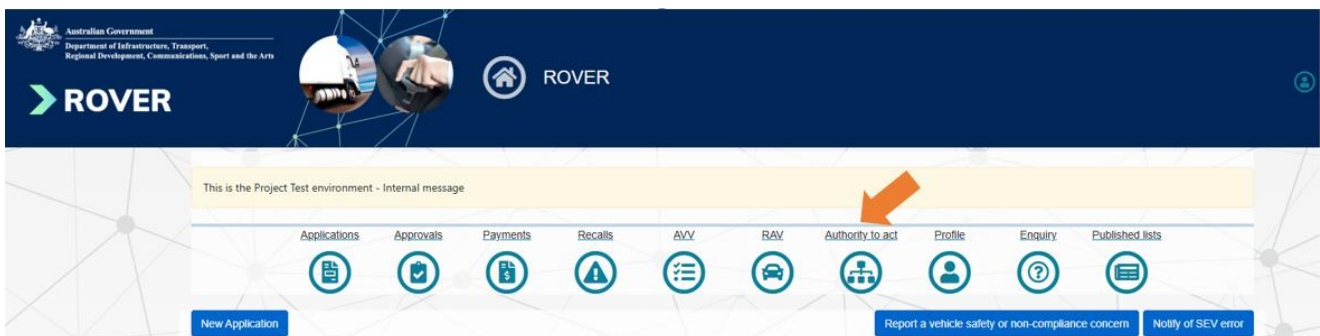 Australian Government
Department of Infrastructure, Transport,
Regional Development, Communications, Sport and the Arts
ROVER
ROVER
This is the Project Test environment - Internal message
Applications Approvals Payments Recalls AVV RAV Authority to act Profile Enquiry Published lists
New Application Report a vehicle safety or non-compliance concern Notify of SEV error